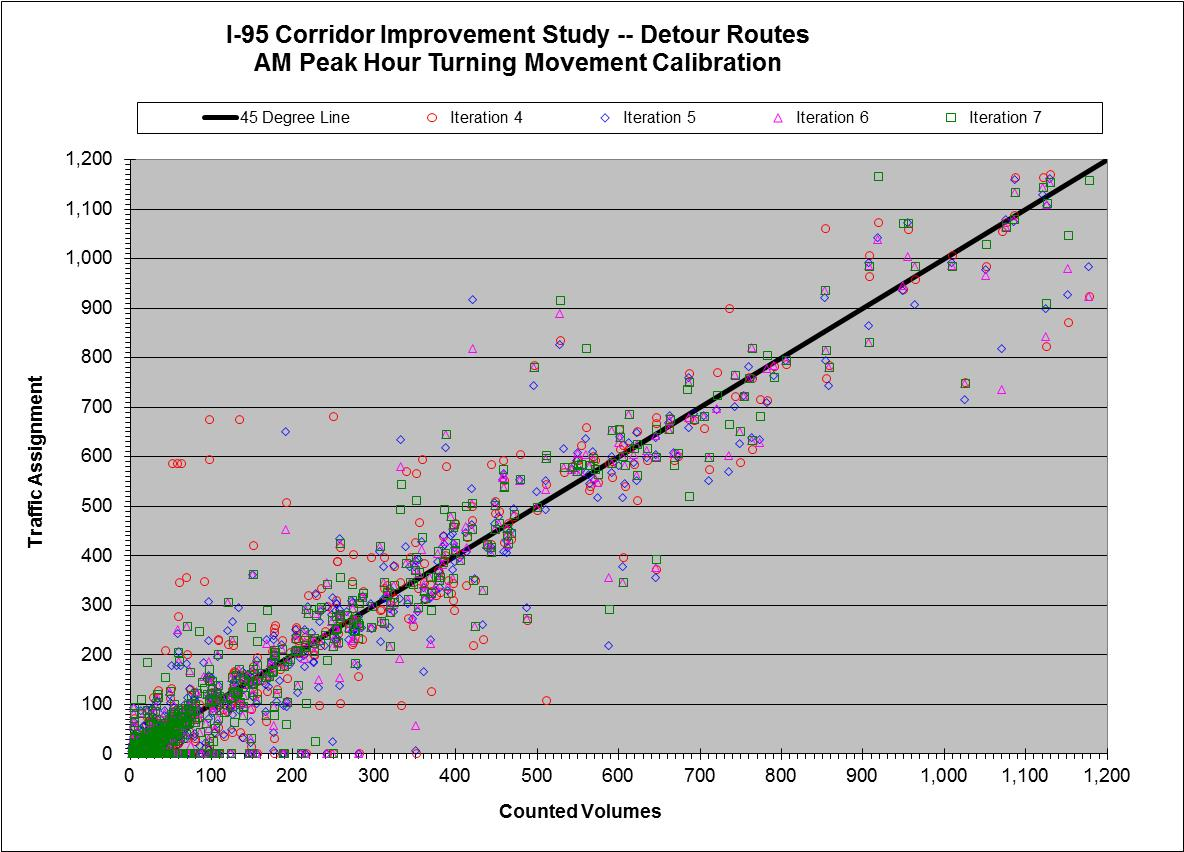 I-95 Corridor Improvement Study -- Detour Routes
AM Peak Hour Turning Movement Calibration
45 Degree Line Iteration 4 Iteration 5 Iteration 6 Iteration 7
1,200
1,100
1,000
900
800
700
600
500
400
300
200
100
0
Traffic Assignment
0 100 200 300 400 500 600 700 800 900 1,000 1,100 1,200
Counted Volumes